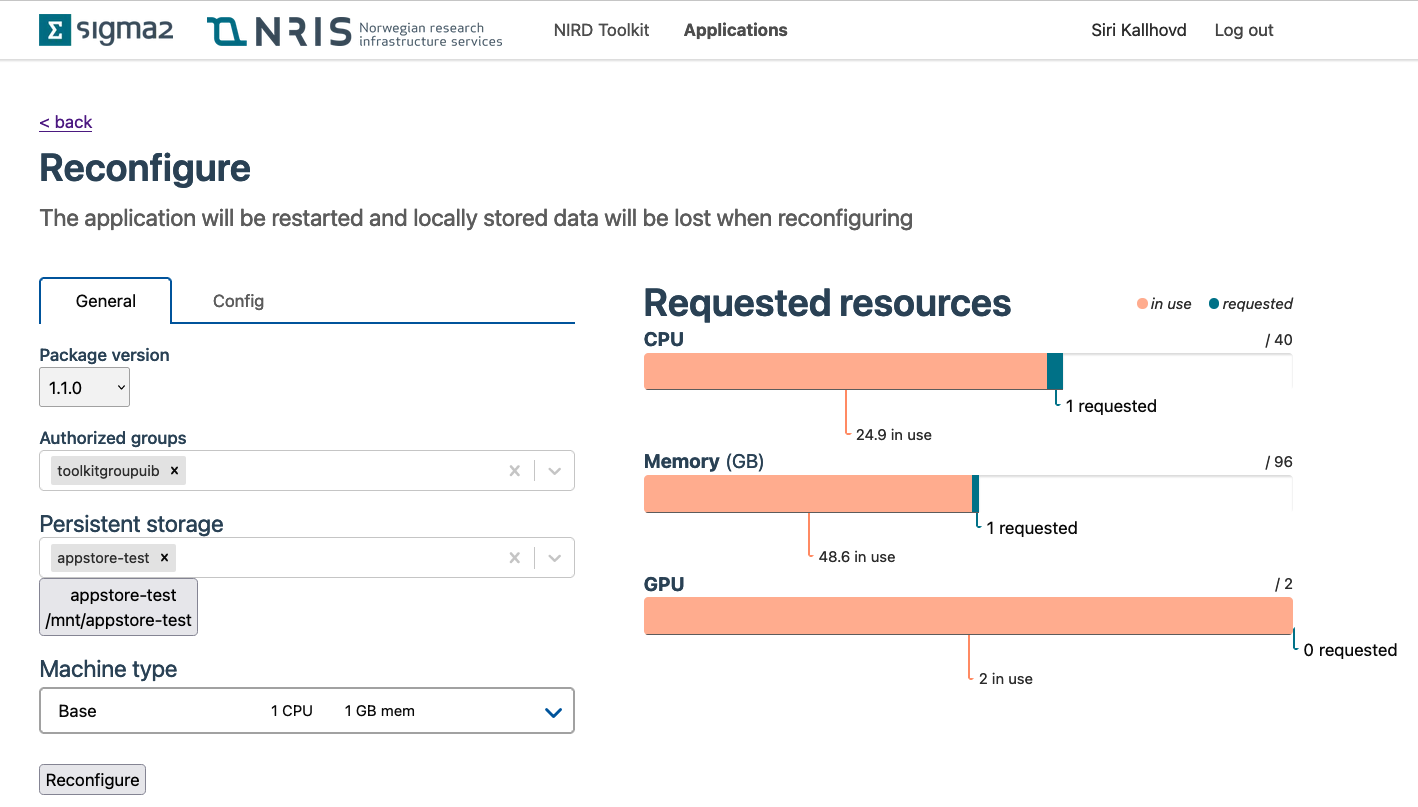 Σ sigma2
NRIS Norwegian research
infrastructure services
NIRD Toolkit
Applications
Siri Kallhovd
Log out
< back
Reconfigure
The application will be restarted and locally stored data will be lost when reconfiguring
General
Config
Package version
1.1.0
Authorized groups
toolkitgroupuib ×
Persistent storage
appstore-test ×
appstore-test
/mnt/appstore-test
Machine type
Base 1 CPU 1 GB mem
Reconfigure
Requested resources
in use requested
CPU / 40
1 requested
24.9 in use
Memory (GB) / 96
1 requested
48.6 in use
GPU / 2
0 requested
2 in use